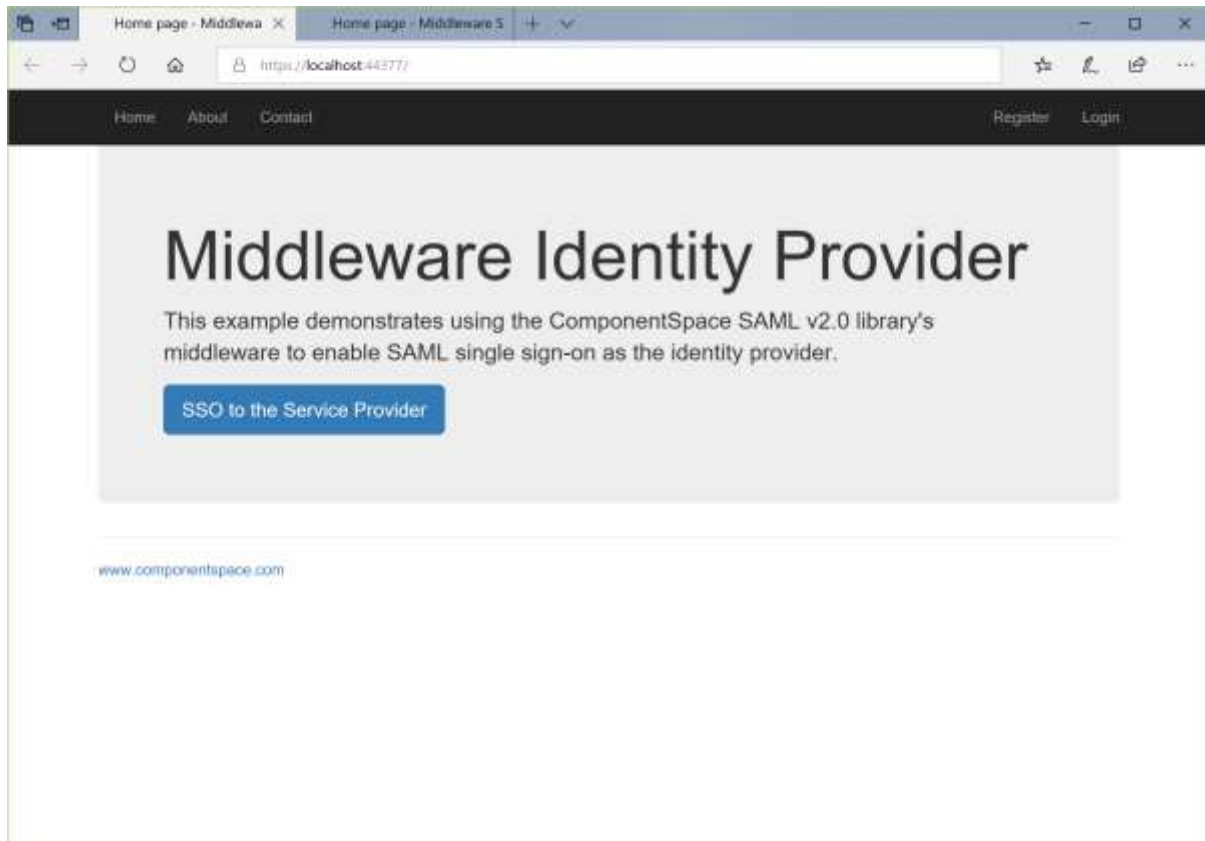 Home page - Middlewa
Home page - Middleware S
https://localhost:44377/
Home About Contact Register Login
Middleware Identity Provider
This example demonstrates using the ComponentSpace SAML v2.0 library's
middleware to enable SAML single sign-on as the identity provider.
SSO to the Service Provider
www.componentspace.com